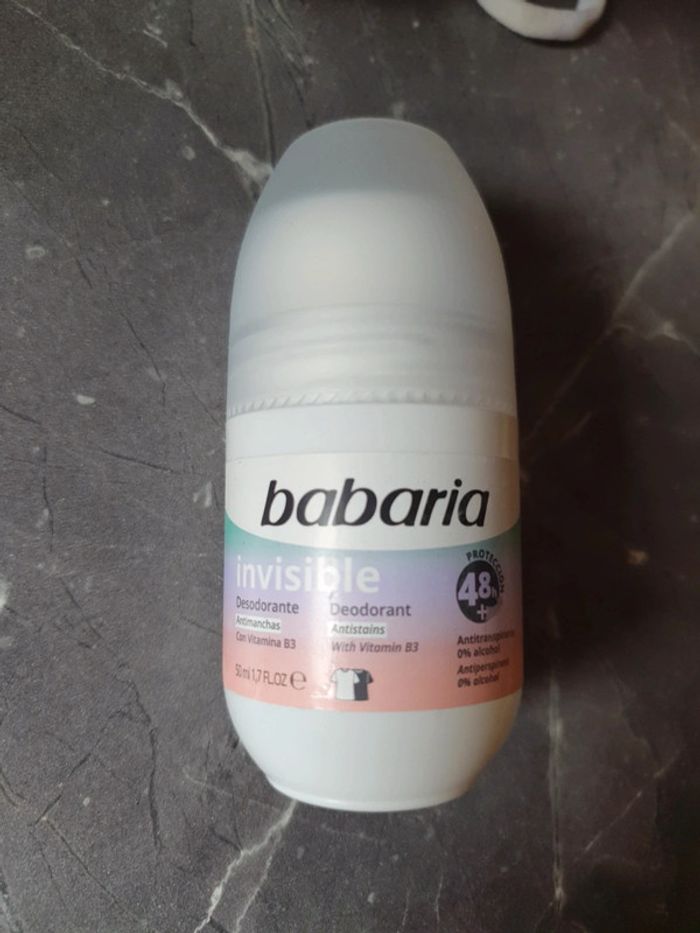 babaria
invisible
Desodorante
Antimanchas
Con Vitamina B3
Deodorant
Antistains
With Vitamin B3
50 ml 1,7 FL.OZ e
PROTECCIÓN
48h
+
Antitranspirante
0% alcohol
Antiperspirant
0% alcohol